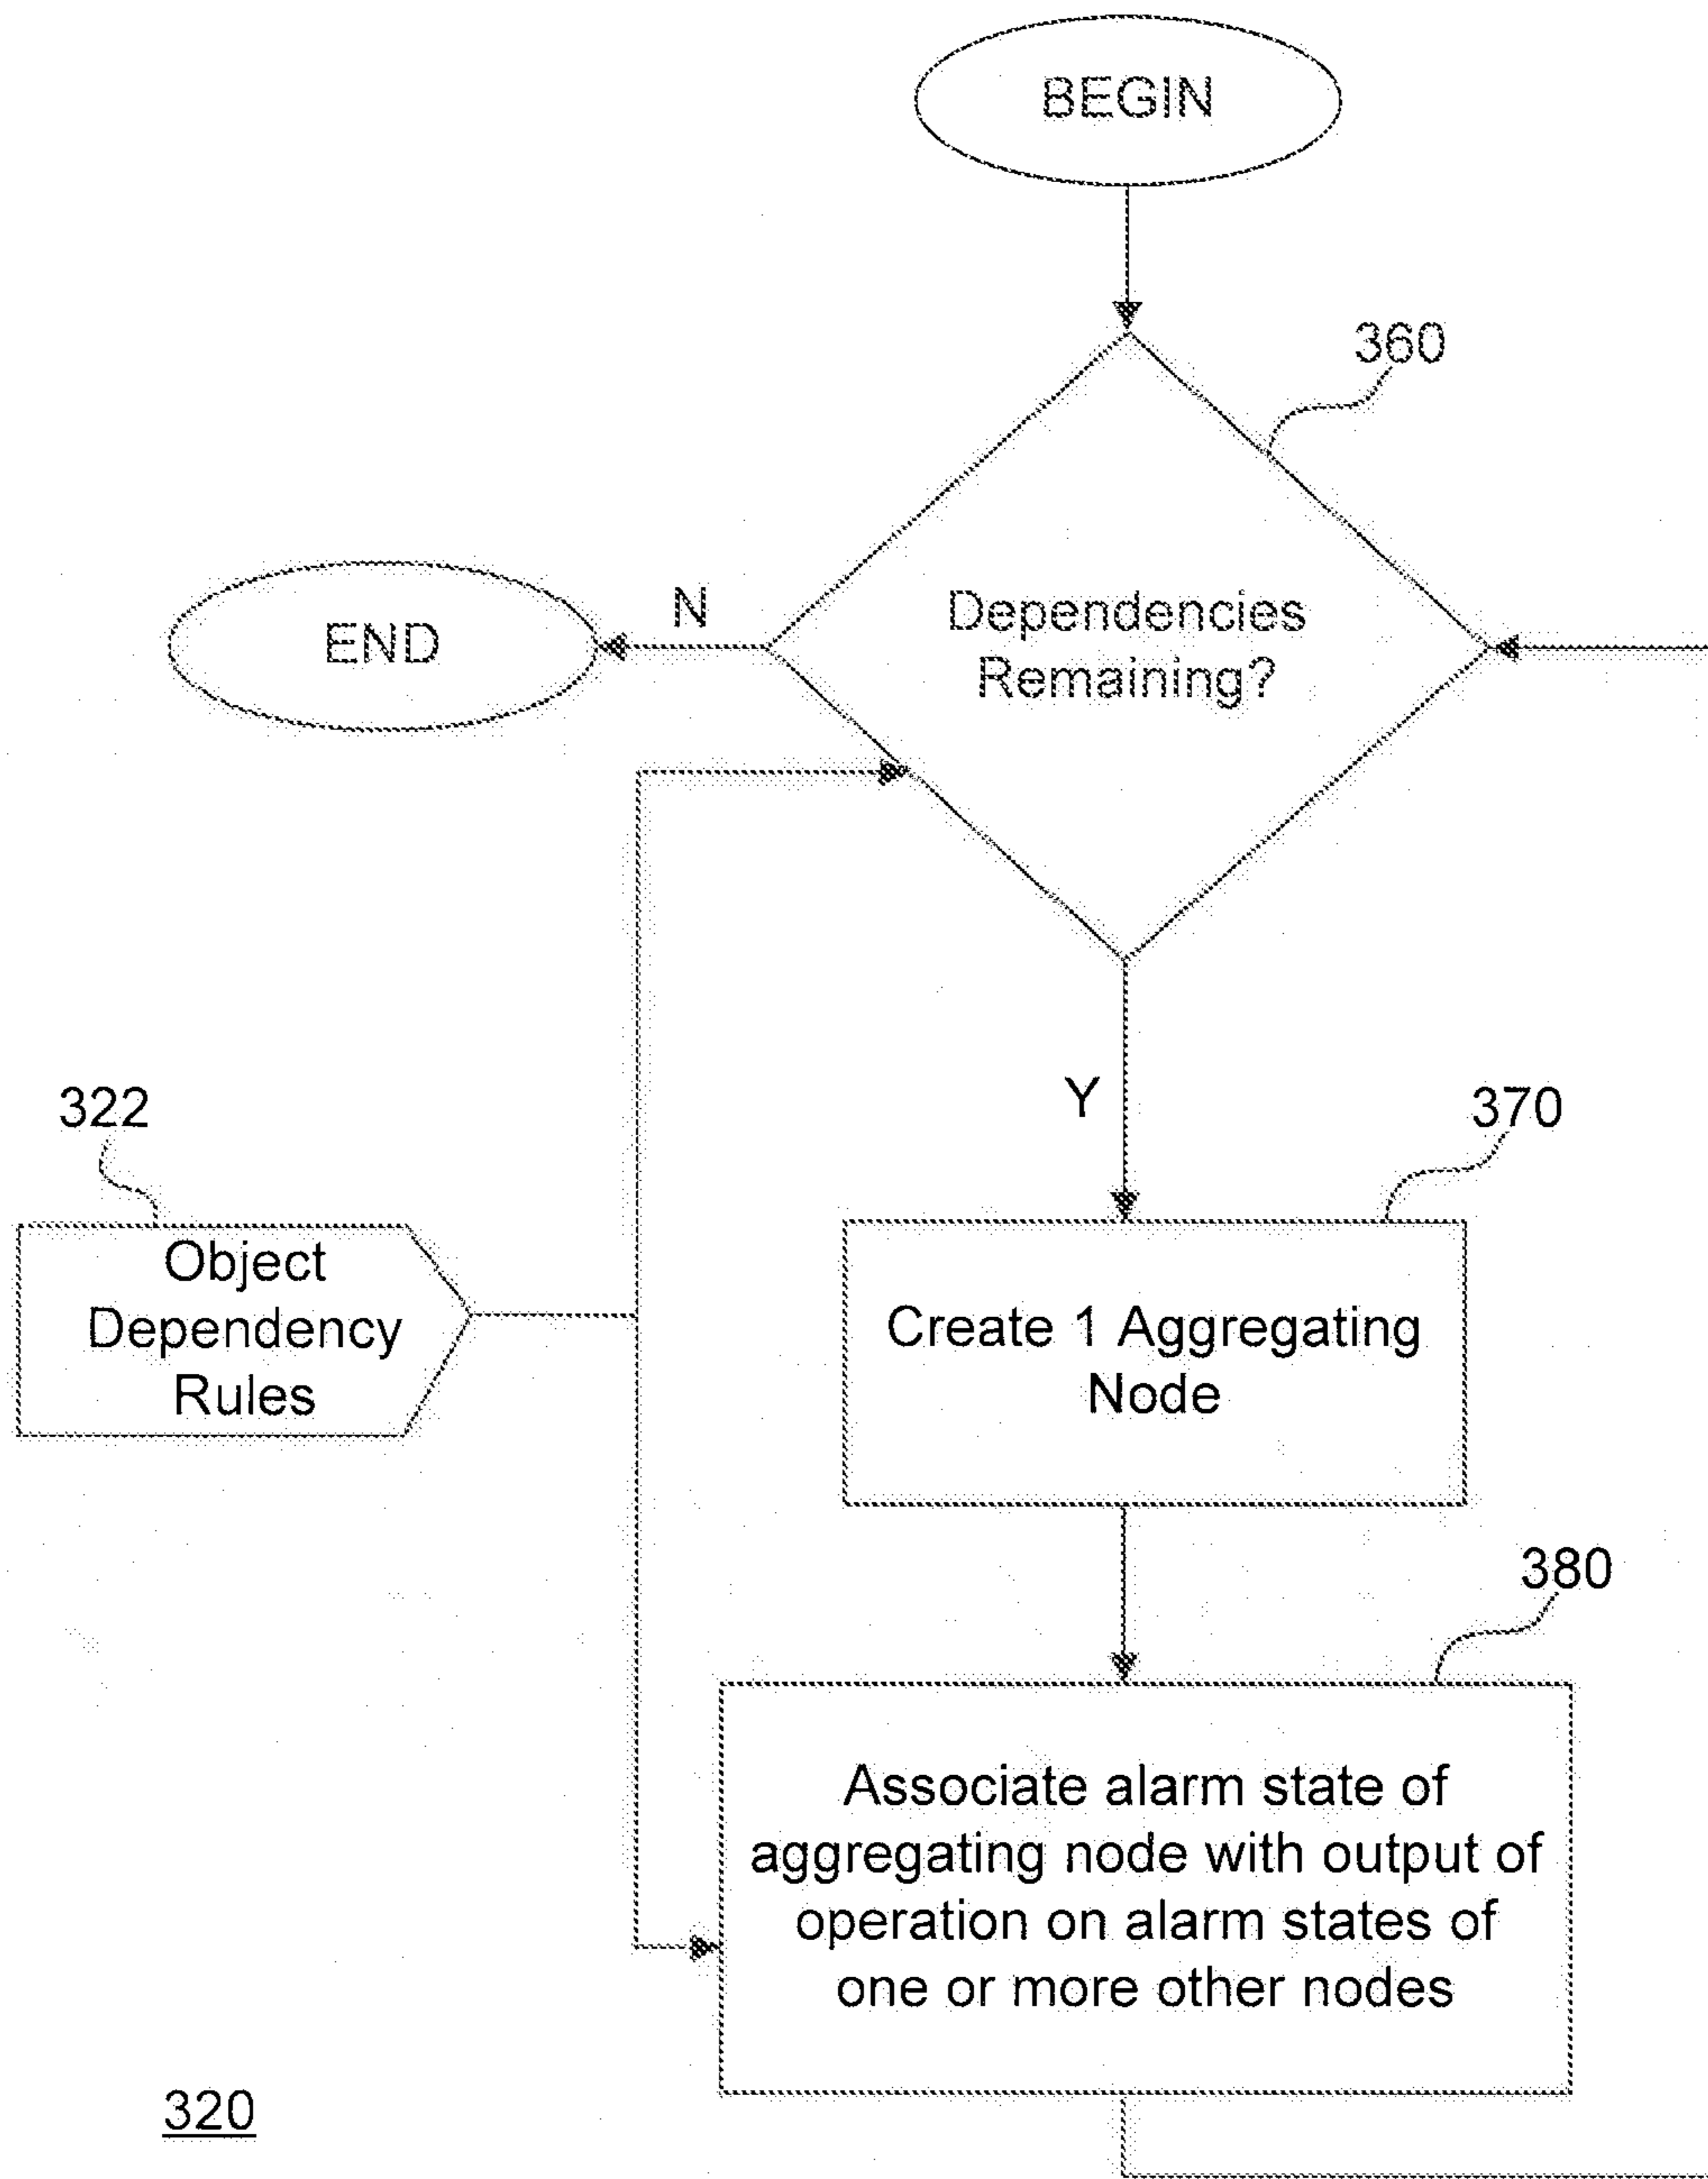 BEGIN
360
Dependencies
Remaining?
N
END
Y
322
Object
Dependency
Rules
370
Create 1 Aggregating
Node
380
Associate alarm state of
aggregating node with output of
operation on alarm states of
one or more other nodes
320